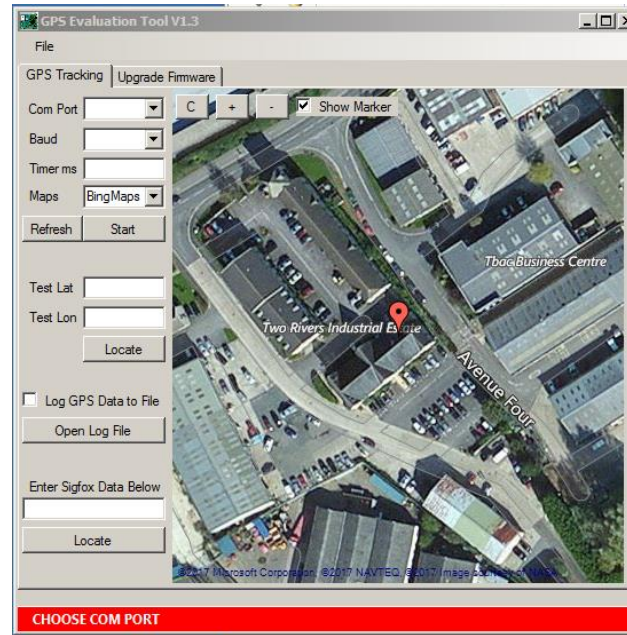 GPS Evaluation Tool V1.3
File
GPS Tracking
Upgrade Firmware
Com Port
Baud
Timer ms
Maps
BingMaps
Refresh
Start
Test Lat
Test Lon
Locate
Log GPS Data to File
Open Log File
Enter Sigfox Data Below
Locate
C
+
-
Show Marker
Tbac Business Centre
Two Rivers Industrial Estate
Avenue Four
©2017 Microsoft Corporation, ©2017 NAVTEQ, ©2017 Image courtesy of NASA
CHOOSE COM PORT